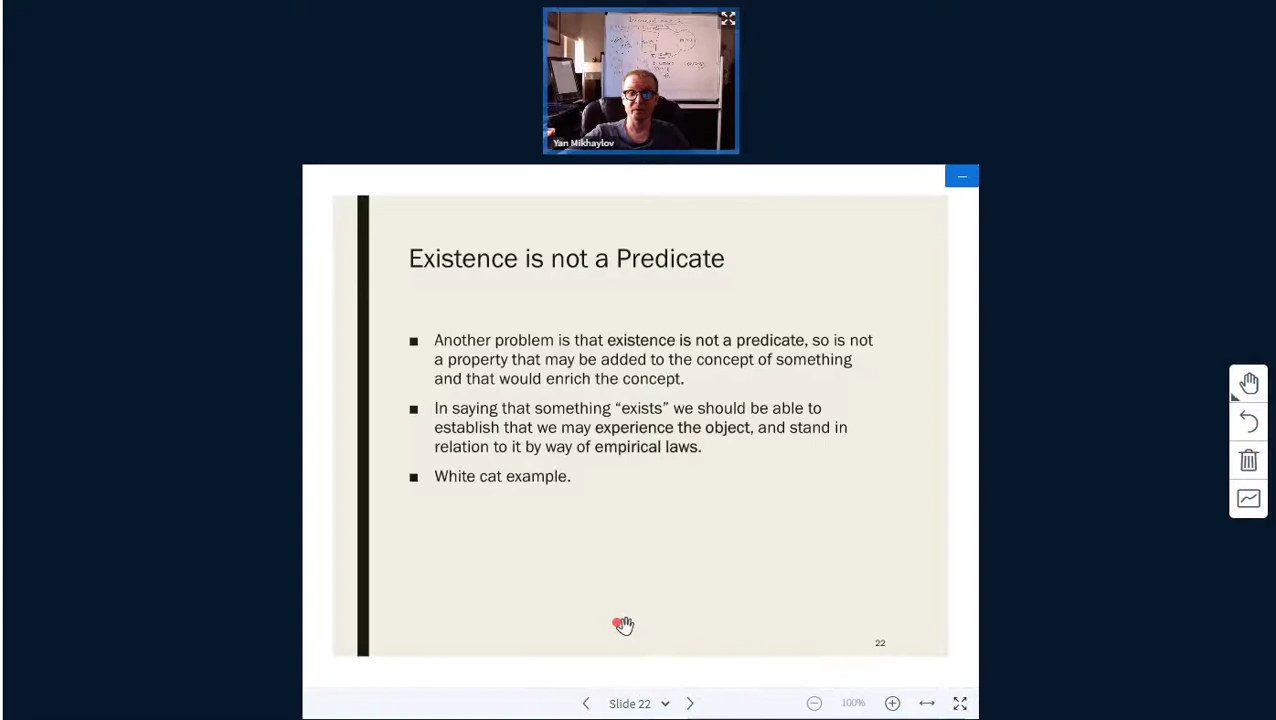 Yan Mikhaylov
Existence is not a Predicate
■ Another problem is that existence is not a predicate, so is not
a property that may be added to the concept of something
and that would enrich the concept.
■ In saying that something “exists” we should be able to
establish that we may experience the object, and stand in
relation to it by way of empirical laws.
■ White cat example.
22
Slide 22
100%